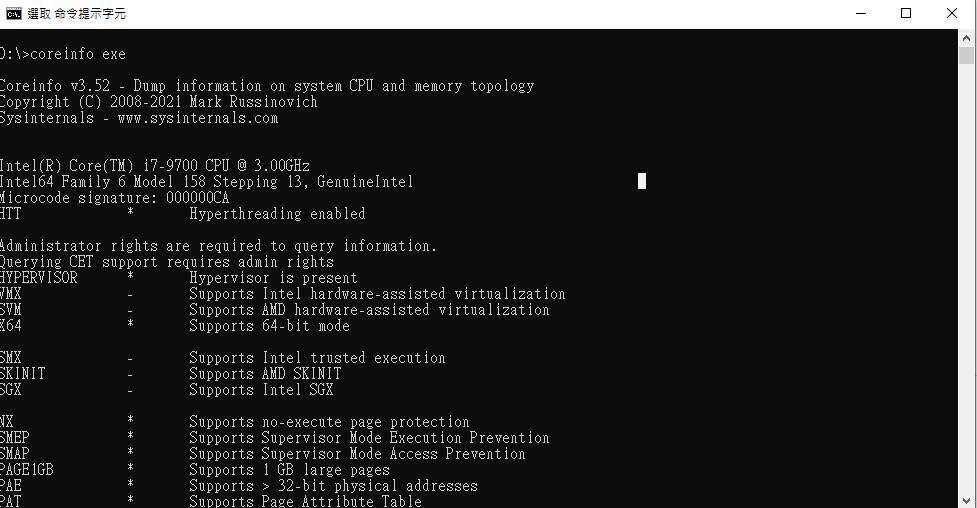 選取 命令提示字元
D:\>coreinfo exe
Coreinfo v3.52 - Dump information on system CPU and memory topology
Copyright (C) 2008-2021 Mark Russinovich
Sysinternals - www.sysinternals.com
Intel(R) Core(TM) i7-9700 CPU @ 3.00GHz
Intel64 Family 6 Model 158 Stepping 13, GenuineIntel
Microcode signature: 000000CA
HTT * Hyperthreading enabled
Administrator rights are required to query information.
Querying CET support requires admin rights
HYPERVISOR * Hypervisor is present
VMX - Supports Intel hardware-assisted virtualization
SVM - Supports AMD hardware-assisted virtualization
X64 * Supports 64-bit mode
SMX - Supports Intel trusted execution
SKINIT - Supports AMD SKINIT
SGX - Supports Intel SGX
NX * Supports no-execute page protection
SMEP * Supports Supervisor Mode Execution Prevention
SMAP * Supports Supervisor Mode Access Prevention
PAGE1GB * Supports 1 GB large pages
PAE * Supports > 32-bit physical addresses
PAT * Supports Page Attribute Table